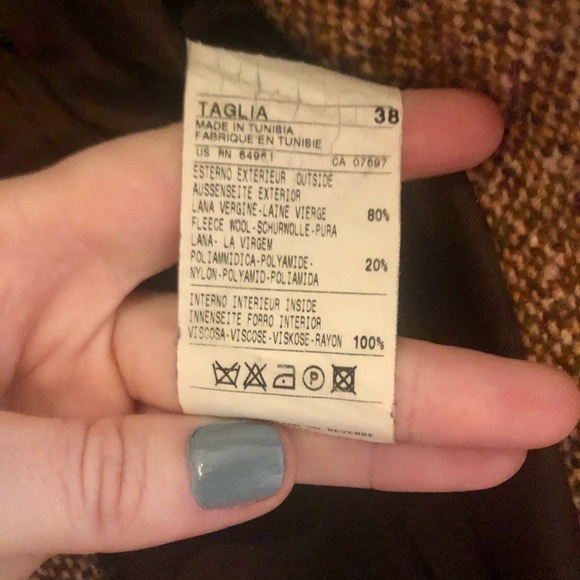 TAGLIA 38
MADE IN TUNISIA
FABRIQUE EN TUNISIE
US RN 64961 CA 07697
ESTERNO EXTERIEUR OUTSIDE
AUSSENSEITE EXTERIOR
LANA VERGINE-LAINE VIERGE 80%
FLEECE WOOL-SCHURWOLLE-PURA
LANA- LA VIRGEM
POLIAMMIDICA-POLYAMIDE- 20%
NYLON-POLYAMID-POLIAMIDA
INTERNO INTERIEUR INSIDE
INNENSEITE FORRO INTERIOR
VISCOSA-VISCOSE-VISKOSE-RAYON 100%
P
REVERSE